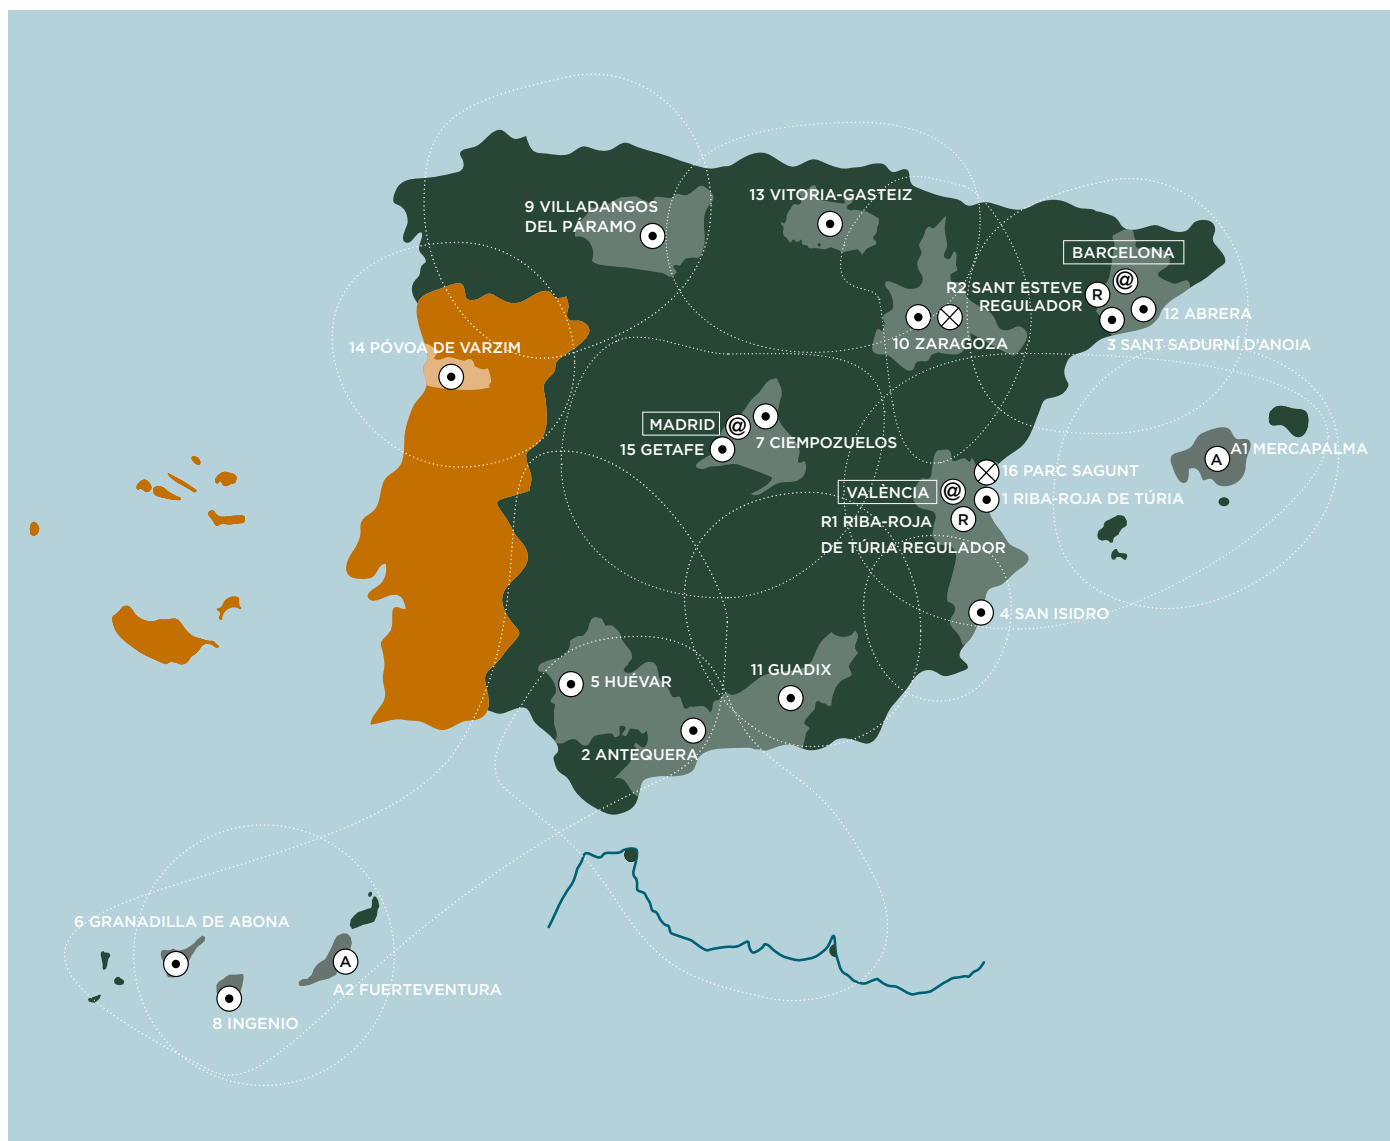 9 VILLADANGOS
DEL PÁRAMO
13 VITORIA-GASTEIZ
BARCELONA
@
R2 SANT ESTEVE
REGULADOR
R
12 ABRERA
10 ZARAGOZA
3 SANT SADURNÍ D'ANOIA
14 PÓVOA DE VARZIM
MADRID
@
7 CIEMPOZUELOS
15 GETAFE
A
A1 MERCAPALMA
16 PARC SAGUNT
VALÈNCIA
@
1 RIBA-ROJA DE TÚRIA
R1 RIBA-ROJA
DE TÚRIA REGULADOR
R
4 SAN ISIDRO
5 HUÉVAR
11 GUADIX
2 ANTEQUERA
6 GRANADILLA DE ABONA
A
A2 FUERTEVENTURA
8 INGENIO